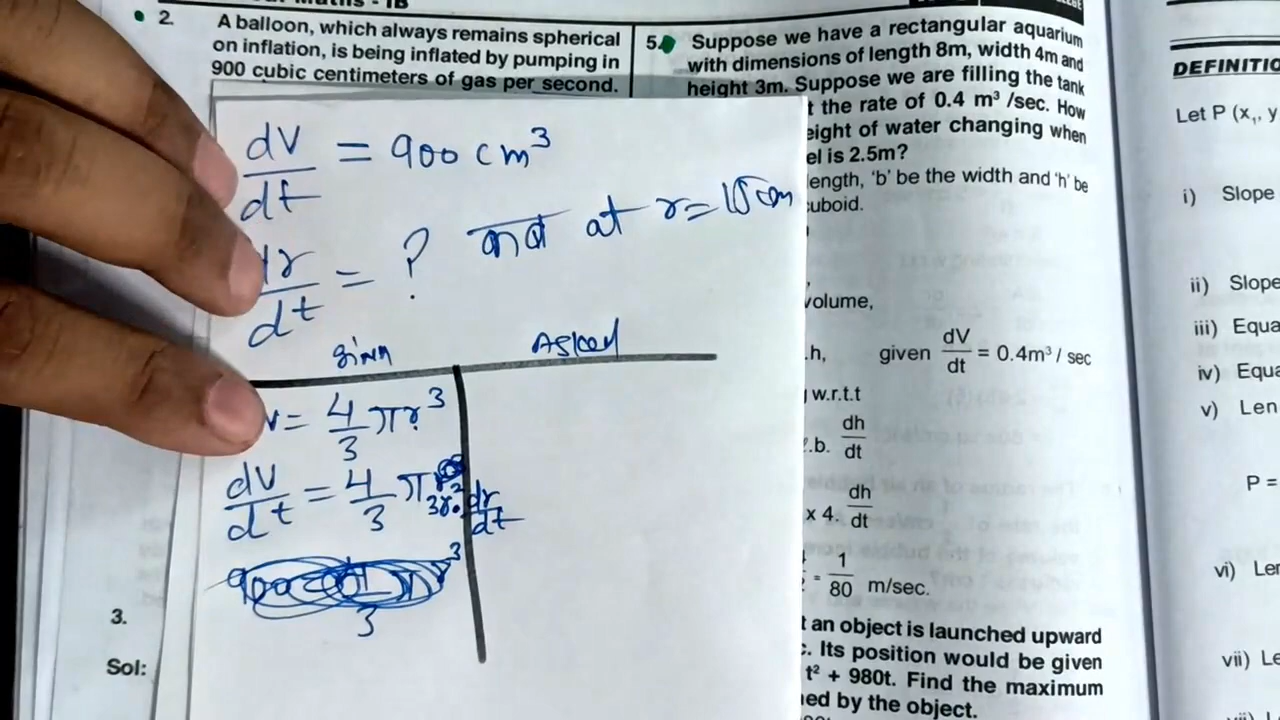 Maths - IB
2. A balloon, which always remains spherical
on inflation, is being inflated by pumping in
900 cubic centimeters of gas per second.
dV/dt = 900 cm³
dr/dt = ? at r = 15cm
given Asked
V = 4/3 πr³
dV/dt = 4/3 π 3r². dr/dt
3
3.
Sol:
5. Suppose we have a rectangular aquarium
with dimensions of length 8m, width 4m and
height 3m. Suppose we are filling the tank
t the rate of 0.4 m³ /sec. How
eight of water changing when
el is 2.5m?
ength, 'b' be the width and 'h' be
uboid.
volume,
.h, given dV/dt = 0.4m³ / sec
w.r.t.t
.b. dh/dt
x 4. dh/dt
= 1/80 m/sec.
t an object is launched upward
. Its position would be given
t² + 980t. Find the maximum
ed by the object.
DEFINITIO
Let P (x₁, y
i) Slope
ii) Slope
iii) Equa
iv) Equa
v) Len
P =
vi) Ler
vii) Le